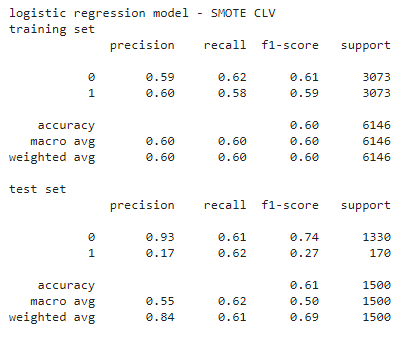 logistic regression model - SMOTE CLV
training set
precision recall f1-score support
0 0.59 0.62 0.61 3073
1 0.60 0.58 0.59 3073
accuracy 0.60 6146
macro avg 0.60 0.60 0.60 6146
weighted avg 0.60 0.60 0.60 6146
test set
precision recall f1-score support
0 0.93 0.61 0.74 1330
1 0.17 0.62 0.27 170
accuracy 0.61 1500
macro avg 0.55 0.62 0.50 1500
weighted avg 0.84 0.61 0.69 1500